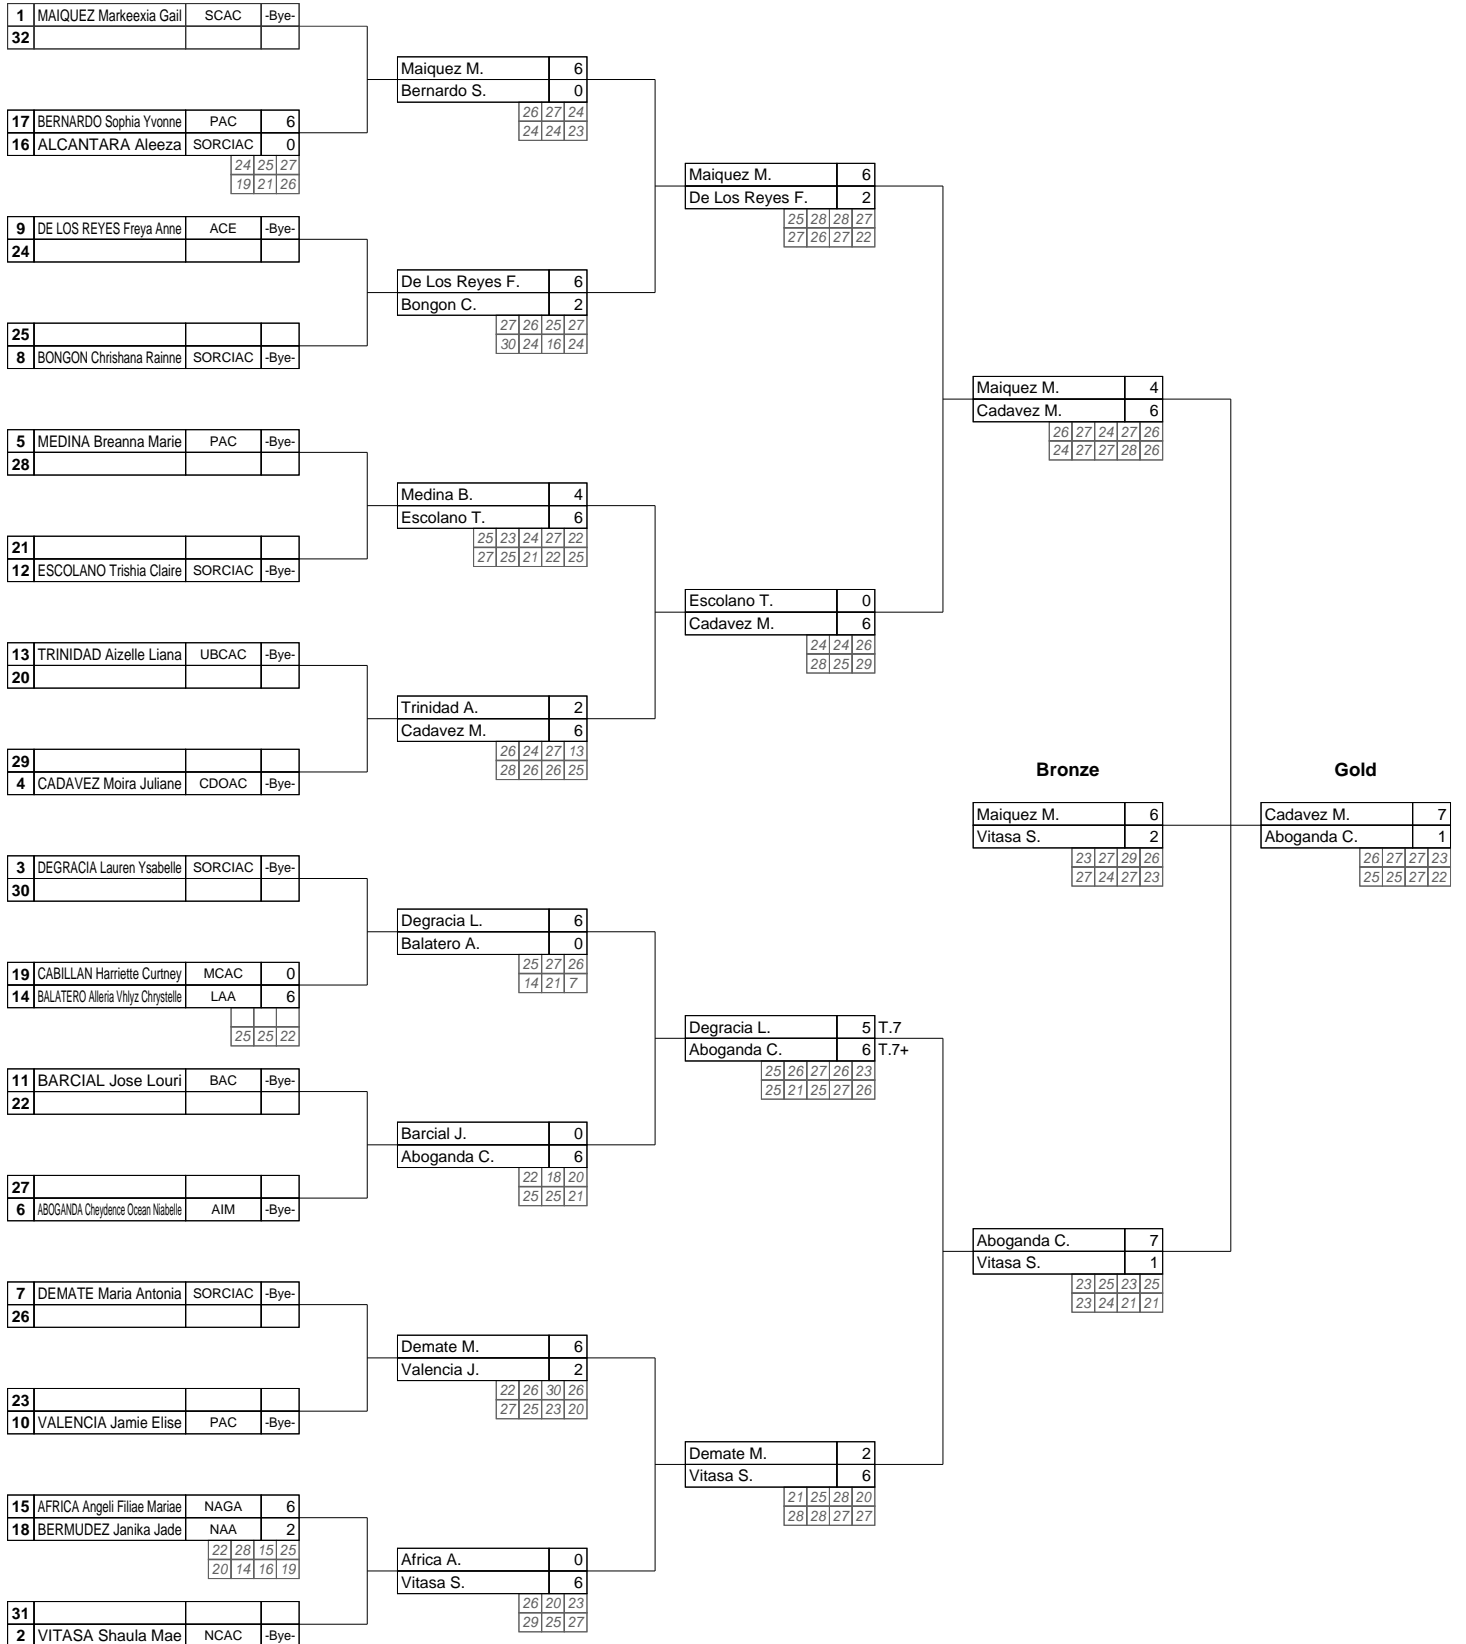 1 MAIQUEZ Markeexia Gail SCAC -Bye-
32
17 BERNARDO Sophia Yvonne PAC 6
16 ALCANTARA Aleeza SORCIAC 0
24 25 27
19 21 26
9 DE LOS REYES Freya Anne ACE -Bye-
24
25
8 BONGON Chrishana Rainne SORCIAC -Bye-
5 MEDINA Breanna Marie PAC -Bye-
28
21
12 ESCOLANO Trishia Claire SORCIAC -Bye-
13 TRINIDAD Aizelle Liana UBCAC -Bye-
20
29
4 CADAVEZ Moira Juliane CDOAC -Bye-
3 DEGRACIA Lauren Ysabelle SORCIAC -Bye-
30
19 CABILLAN Harriette Curtney MCAC 0
14 BALATERO Alleria Vhlyz Chrystelle LAA 6
25 25 22
11 BARCIAL Jose Louri BAC -Bye-
22
27
6 ABOGANDA Cheydence Ocean Niabelle AIM -Bye-
7 DEMATE Maria Antonia SORCIAC -Bye-
26
23
10 VALENCIA Jamie Elise PAC -Bye-
15 AFRICA Angeli Filiae Mariae NAGA 6
18 BERMUDEZ Janika Jade NAA 2
22 28 15 25
20 14 16 19
31
2 VITASA Shaula Mae NCAC -Bye-
Maiquez M. 6
Bernardo S. 0
26 27 24
24 24 23
De Los Reyes F. 6
Bongon C. 2
27 26 25 27
30 24 16 24
Medina B. 4
Escolano T. 6
25 23 24 27 22
27 25 21 22 25
Trinidad A. 2
Cadavez M. 6
26 24 27 13
28 26 26 25
Degracia L. 6
Balatero A. 0
25 27 26
14 21 7
Barcial J. 0
Aboganda C. 6
22 18 20
25 25 21
Demate M. 6
Valencia J. 2
22 26 30 26
27 25 23 20
Africa A. 0
Vitasa S. 6
26 20 23
29 25 27
Maiquez M. 6
De Los Reyes F. 2
25 28 28 27
27 26 27 22
Escolano T. 0
Cadavez M. 6
24 24 26
28 25 29
Degracia L. 5 T.7
Aboganda C. 6 T.7+
25 26 27 26 23
25 21 25 27 26
Demate M. 2
Vitasa S. 6
21 25 28 20
28 28 27 27
Maiquez M. 4
Cadavez M. 6
26 27 24 27 26
24 27 27 28 26
Aboganda C. 7
Vitasa S. 1
23 25 23 25
23 24 21 21
Bronze
Maiquez M. 6
Vitasa S. 2
23 27 29 26
27 24 27 23
Gold
Cadavez M. 7
Aboganda C. 1
26 27 27 23
25 25 27 22